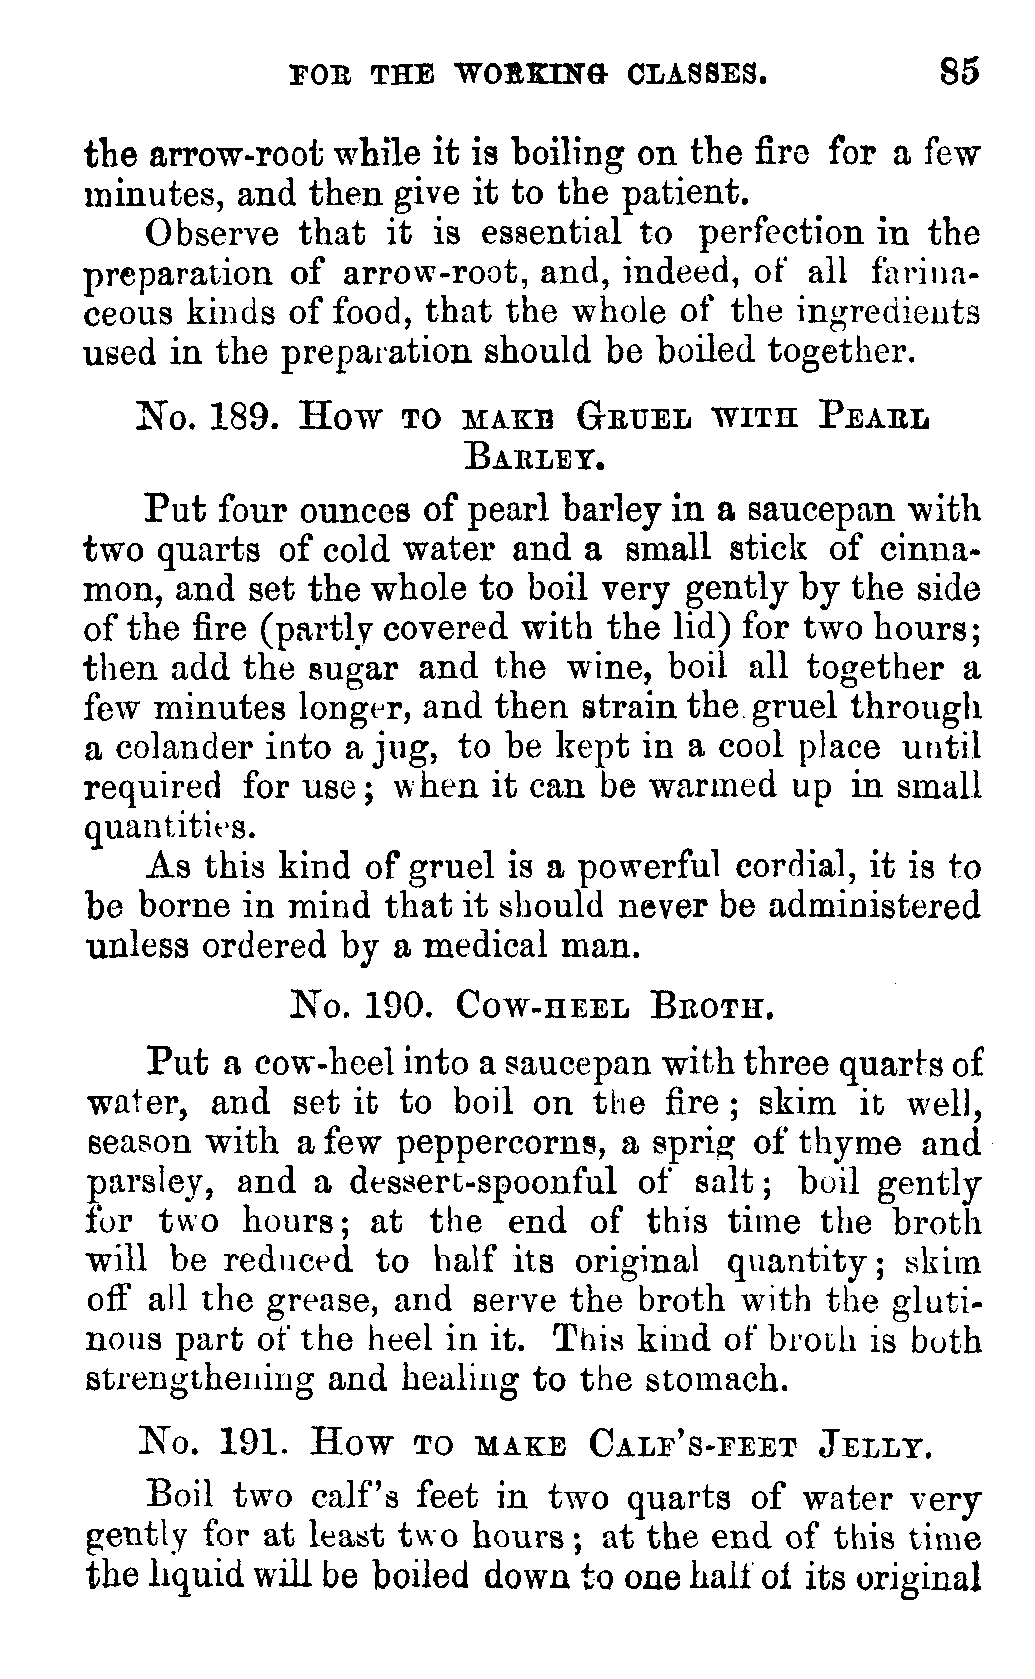 FOR THE WORKING CLASSES. 85
the arrow-root while it is boiling on the fire for a few
minutes, and then give it to the patient.
Observe that it is essential to perfection in the
preparation of arrow-root, and, indeed, of all farina-
ceous kinds of food, that the whole of the ingredients
used in the preparation should be boiled together.
No. 189. How to make Gruel with Pearl
Barley.
Put four ounces of pearl barley in a saucepan with
two quarts of cold water and a small stick of cinna-
mon, and set the whole to boil very gently by the side
of the fire (partly covered with the lid) for two hours;
then add the sugar and the wine, boil all together a
few minutes longer, and then strain the gruel through
a colander into a jug, to be kept in a cool place until
required for use; when it can be warmed up in small
quantities.
As this kind of gruel is a powerful cordial, it is to
be borne in mind that it should never be administered
unless ordered by a medical man.
No. 190. Cow-heel Broth.
Put a cow-heel into a saucepan with three quarts of
water, and set it to boil on the fire; skim it well,
season with a few peppercorns, a sprig of thyme and
parsley, and a dessert-spoonful of salt; boil gently
for two hours; at the end of this time the broth
will be reduced to half its original quantity; skim
off all the grease, and serve the broth with the gluti-
nous part of the heel in it. This kind of broth is both
strengthening and healing to the stomach.
No. 191. How to make Calf's-feet Jelly.
Boil two calf's feet in two quarts of water very
gently for at least two hours; at the end of this time
the liquid will be boiled down to one half of its original